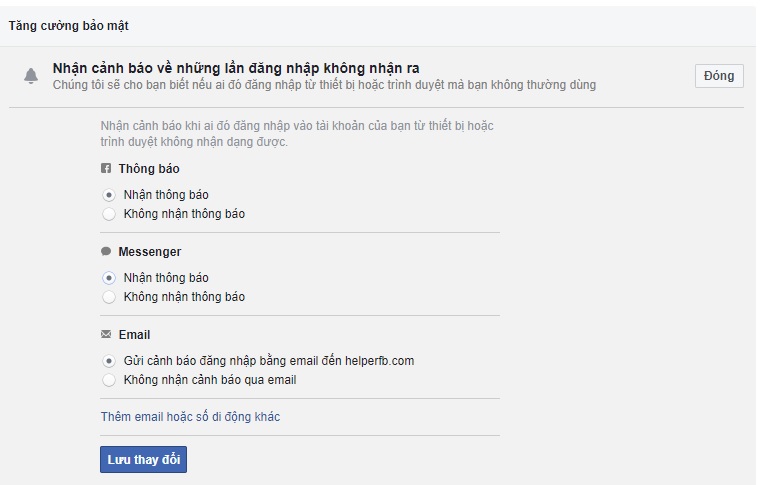 Tăng cường bảo mật
Nhận cảnh báo về những lần đăng nhập không nhận ra
Chúng tôi sẽ cho bạn biết nếu ai đó đăng nhập từ thiết bị hoặc trình duyệt mà bạn không thường dùng
Đóng
Nhận cảnh báo khi ai đó đăng nhập vào tài khoản của bạn từ thiết bị hoặc
trình duyệt không nhận dạng được.
Thông báo
Nhận thông báo
Không nhận thông báo
Messenger
Nhận thông báo
Không nhận thông báo
Email
Gửi cảnh báo đăng nhập bằng email đến helperfb.com
Không nhận cảnh báo qua email
Thêm email hoặc số di động khác
Lưu thay đổi